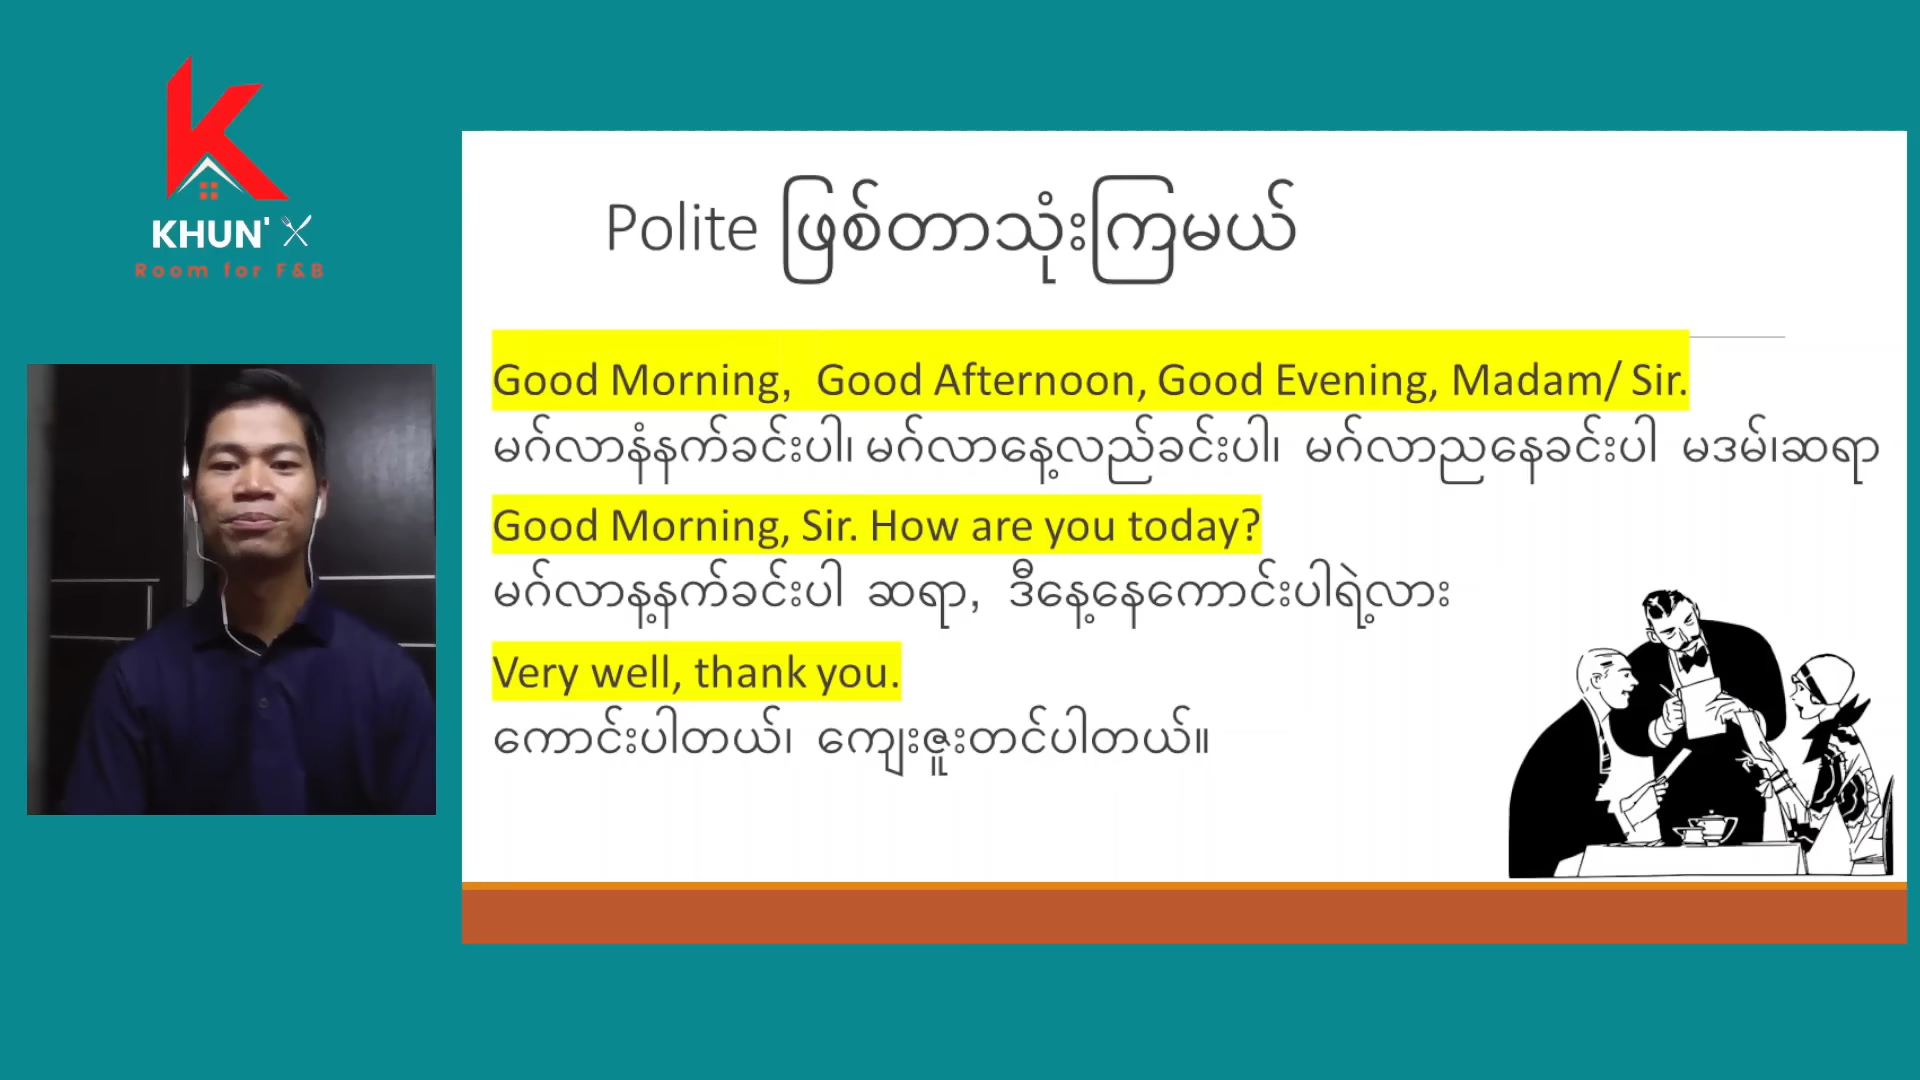 KHUN'
Room for F&B
Polite ဖြစ်တာသုံးကြမယ်
Good Morning, Good Afternoon, Good Evening, Madam/ Sir.
မဂ်လာနံနက်ခင်းပါ၊ မဂ်လာနေ့လည်ခင်းပါ၊ မဂ်လာညနေခင်းပါ မဒမ်၊ဆရာ
Good Morning, Sir. How are you today?
မဂ်လာန့နက်ခင်းပါ ဆရာ, ဒီနေ့နေကောင်းပါရဲ့လား
Very well, thank you.
ကောင်းပါတယ်၊ ကျေးဇူးတင်ပါတယ်။